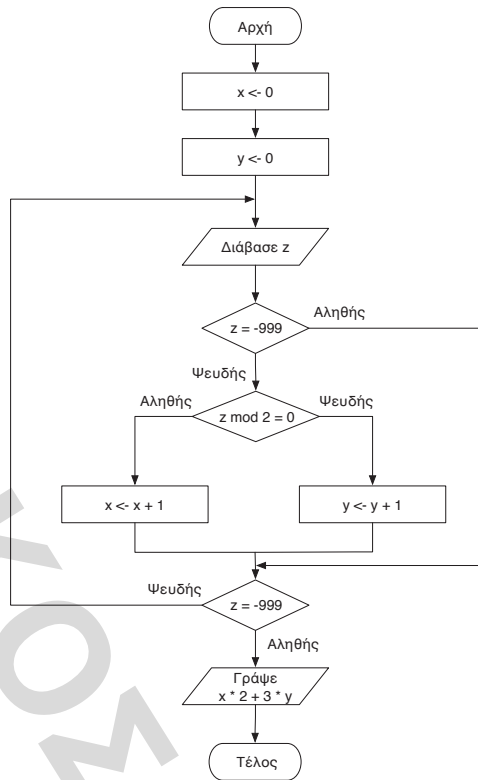 Αρχή
x <- 0
y <- 0
Διάβασε z
z = -999
Αληθής
Ψευδής
Αληθής
z mod 2 = 0
Ψευδής
x <- x + 1
y <- y + 1
Ψευδής
z = -999
Αληθής
Γράψε
x * 2 + 3 * y
Τέλος